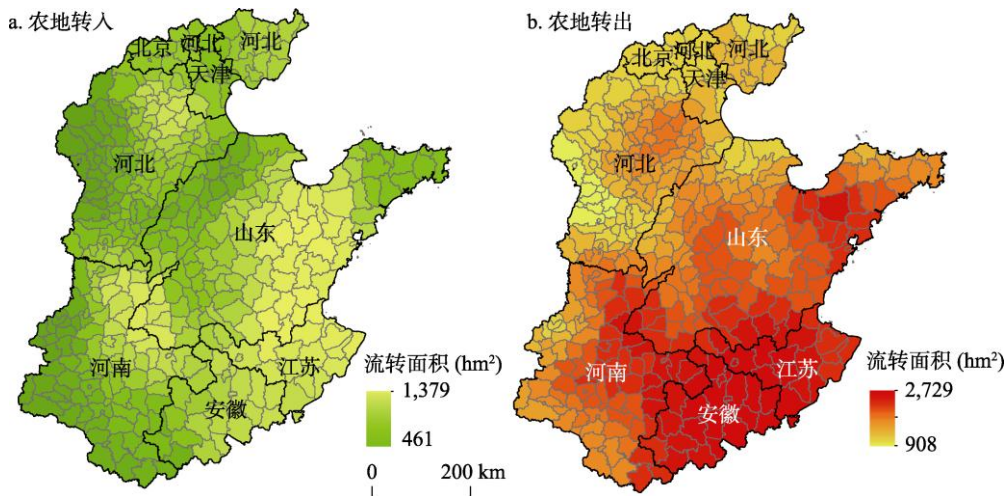 a. 农地转入
北京
河北
河北
天津
河北
山东
河南
江苏
安徽
流转面积 (hm²)
1,379
461
0 200 km
b. 农地转出
北京
河北
河北
天津
河北
山东
河南
江苏
安徽
流转面积 (hm²)
2,729
908